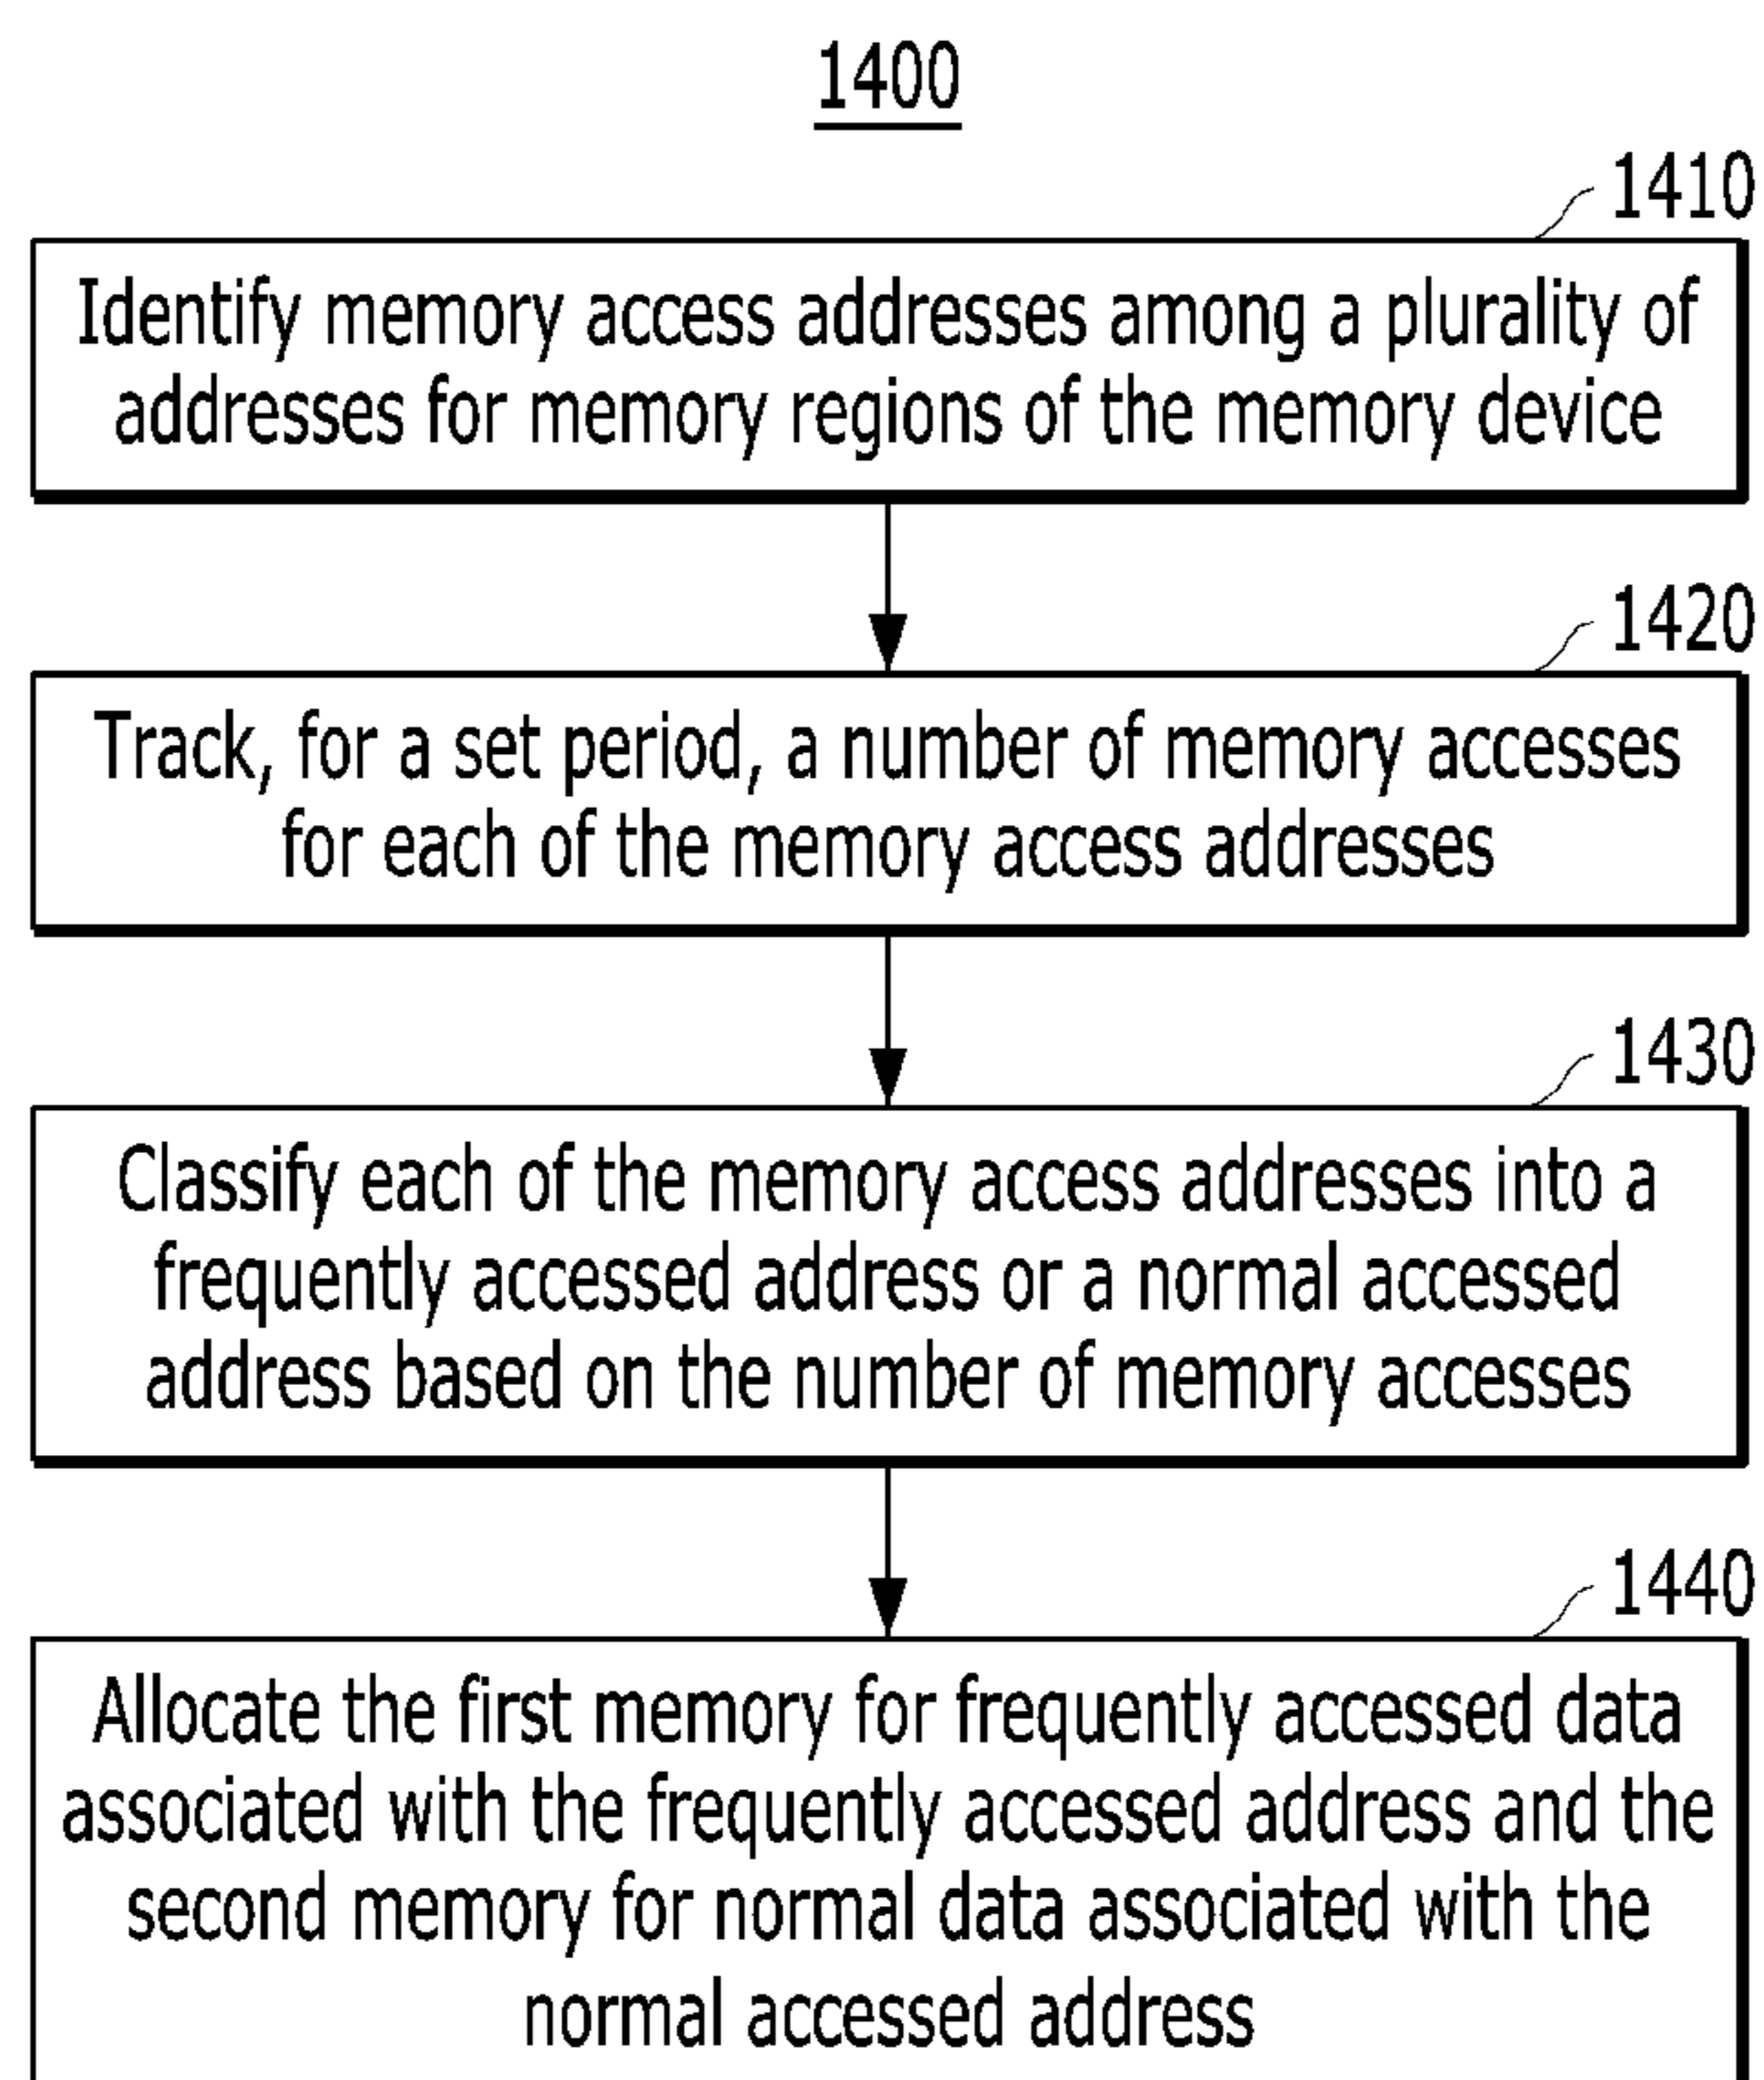 1400
1410
Identify memory access addresses among a plurality of
addresses for memory regions of the memory device
1420
Track, for a set period, a number of memory accesses
for each of the memory access addresses
1430
Classify each of the memory access addresses into a
frequently accessed address or a normal accessed
address based on the number of memory accesses
1440
Allocate the first memory for frequently accessed data
associated with the frequently accessed address and the
second memory for normal data associated with the
normal accessed address